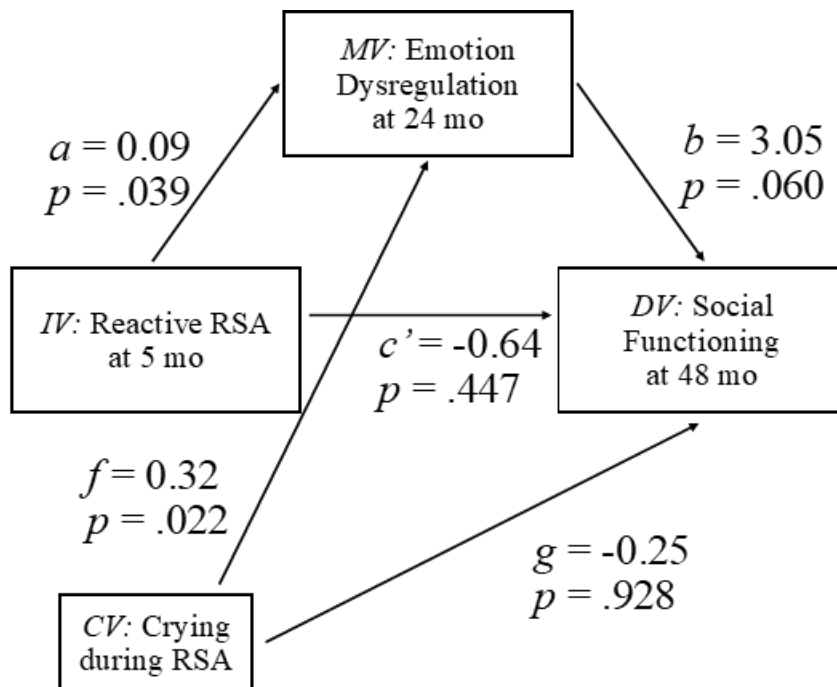 MV: Emotion
Dysregulation
at 24 mo
a = 0.09
p = .039
b = 3.05
p = .060
IV: Reactive RSA
at 5 mo
c’= -0.64
p = .447
DV: Social
Functioning
at 48 mo
f = 0.32
p = .022
g = -0.25
p = .928
CV: Crying
during RSA